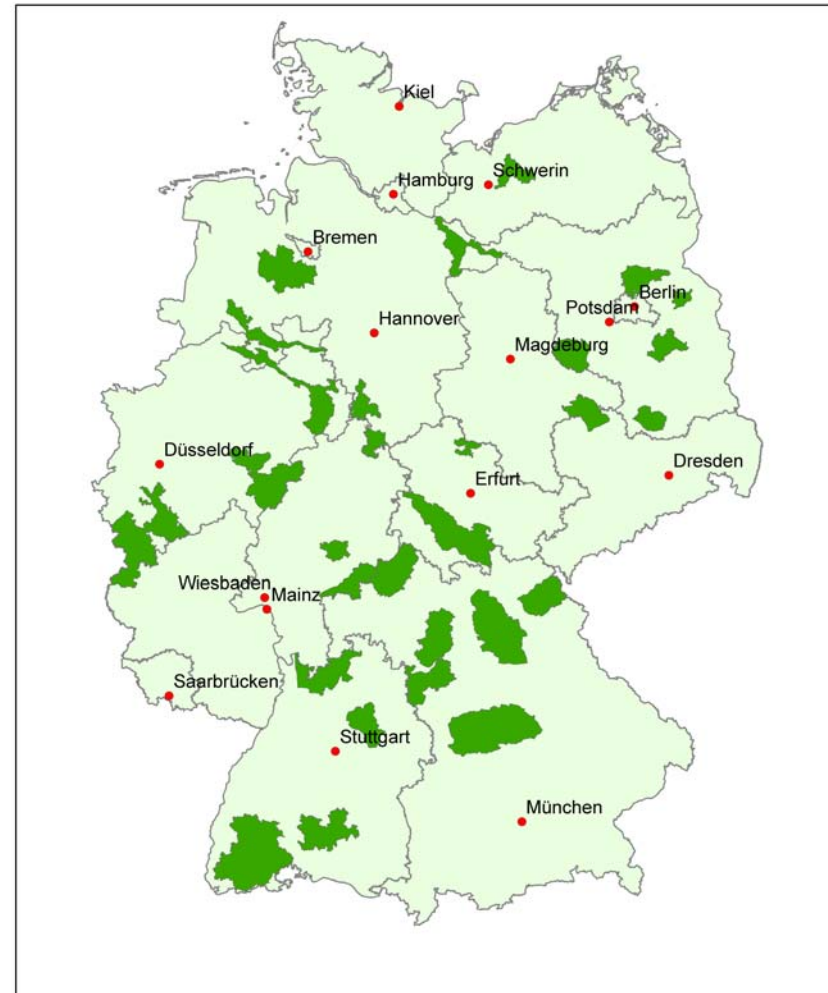 Kiel
Schwerin
Hamburg
Bremen
Berlin
Potsdam
Hannover
Magdeburg
Düsseldorf
Dresden
Erfurt
Wiesbaden
Mainz
Saarbrücken
Stuttgart
München